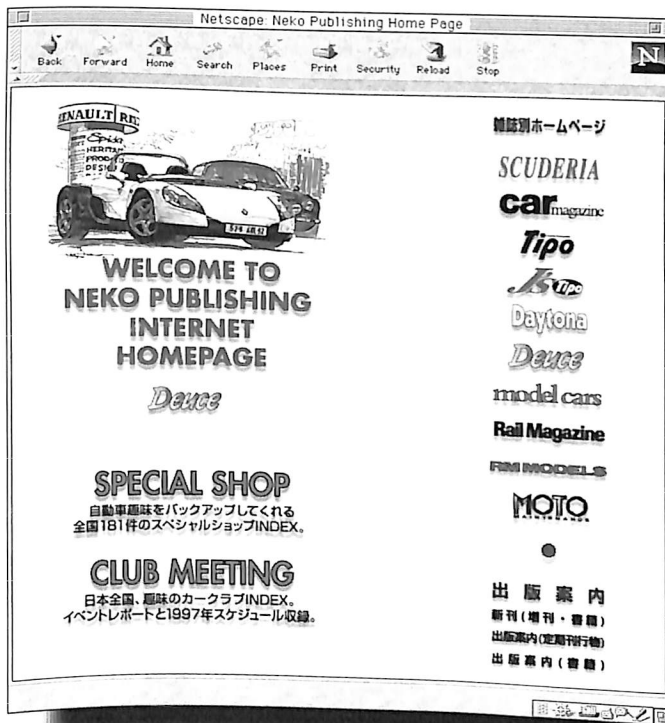 Netscape: Neko Publishing Home Page
Back Forward Home Search Places Print Security Reload Stop
N
RENAULT
Spider
HERITA
PROD
DESI
WELCOME TO
NEKO PUBLISHING
INTERNET
HOMEPAGE
Deuce
SPECIAL SHOP
自動車趣味をバックアップしてくれる
全国181件のスペシャルショップINDEX。
CLUB MEETING
日本全国、趣味のカークラブINDEX。
イベントレポートと1997年スケジュール収録。
雑誌別ホームページ
SCUDERIA
car magazine
Tipo
J's Tipo
Daytona
Deuce
model cars
Rail Magazine
RM MODELS
MOTO
MAINTENANCE
出版案内
新刊(増刊・書籍)
出版案内(定期刊行物)
出版案内(書籍)